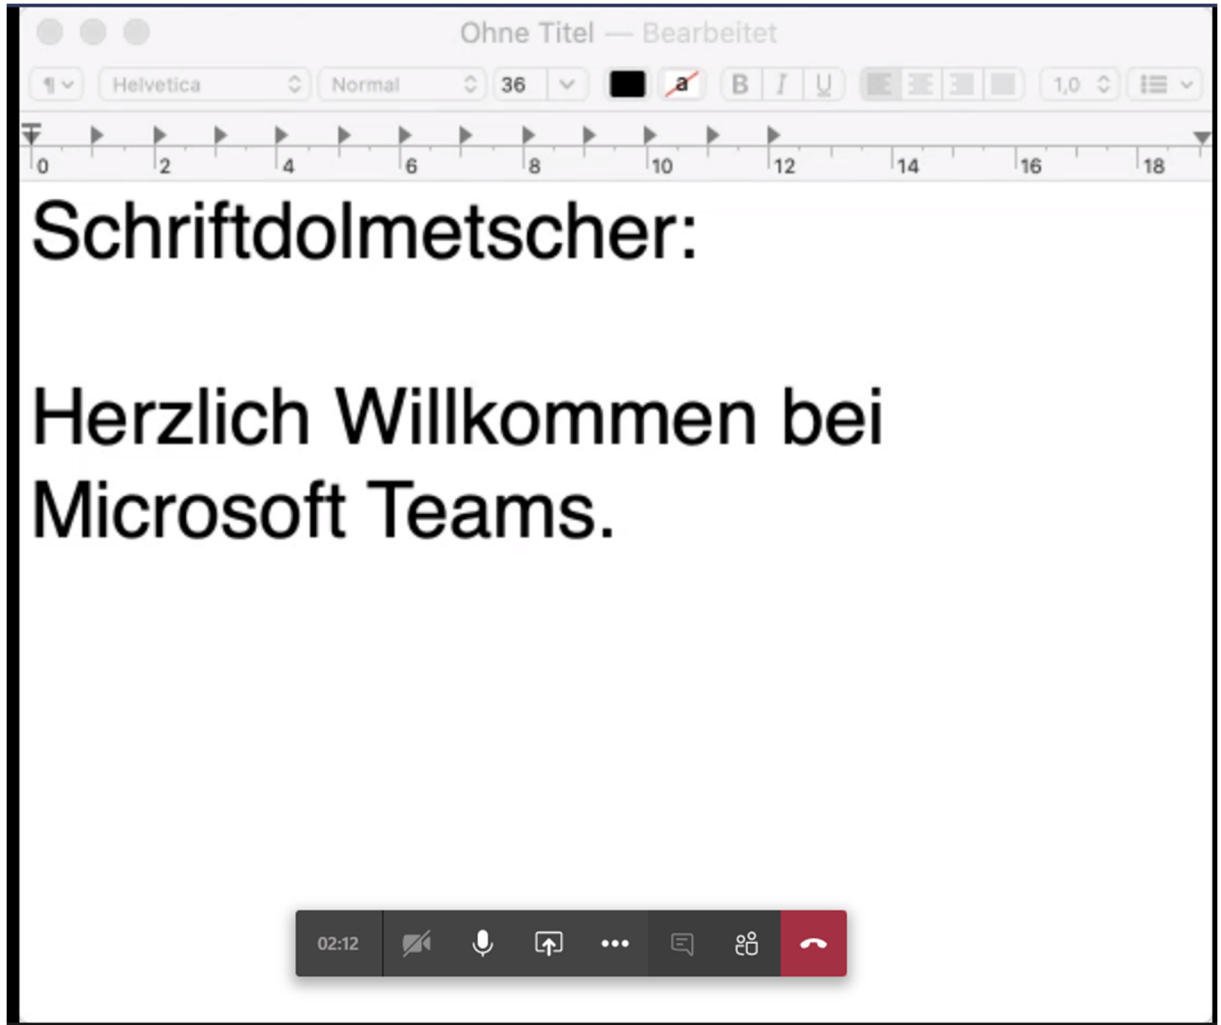 Ohne Titel — Bearbeitet
¶ Helvetica Normal 36 a B I U 1,0
0 2 4 6 8 10 12 14 16 18
Schriftdolmetscher:
Herzlich Willkommen bei
Microsoft Teams.
02:12